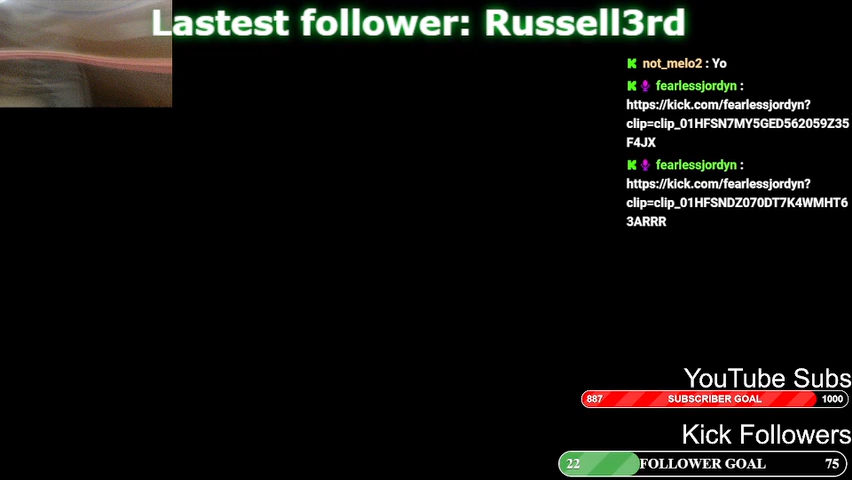 Lastest follower: Russell3rd
not_melo2 : Yo
fearlessjordyn :
https://kick.com/fearlessjordyn?
clip=clip_01HFSN7MY5GED562059Z35
F4JX
fearlessjordyn :
https://kick.com/fearlessjordyn?
clip=clip_01HFSNDZ070DT7K4WMHT6
3ARRR
YouTube Subs
887 SUBSCRIBER GOAL 1000
Kick Followers
22 FOLLOWER GOAL 75